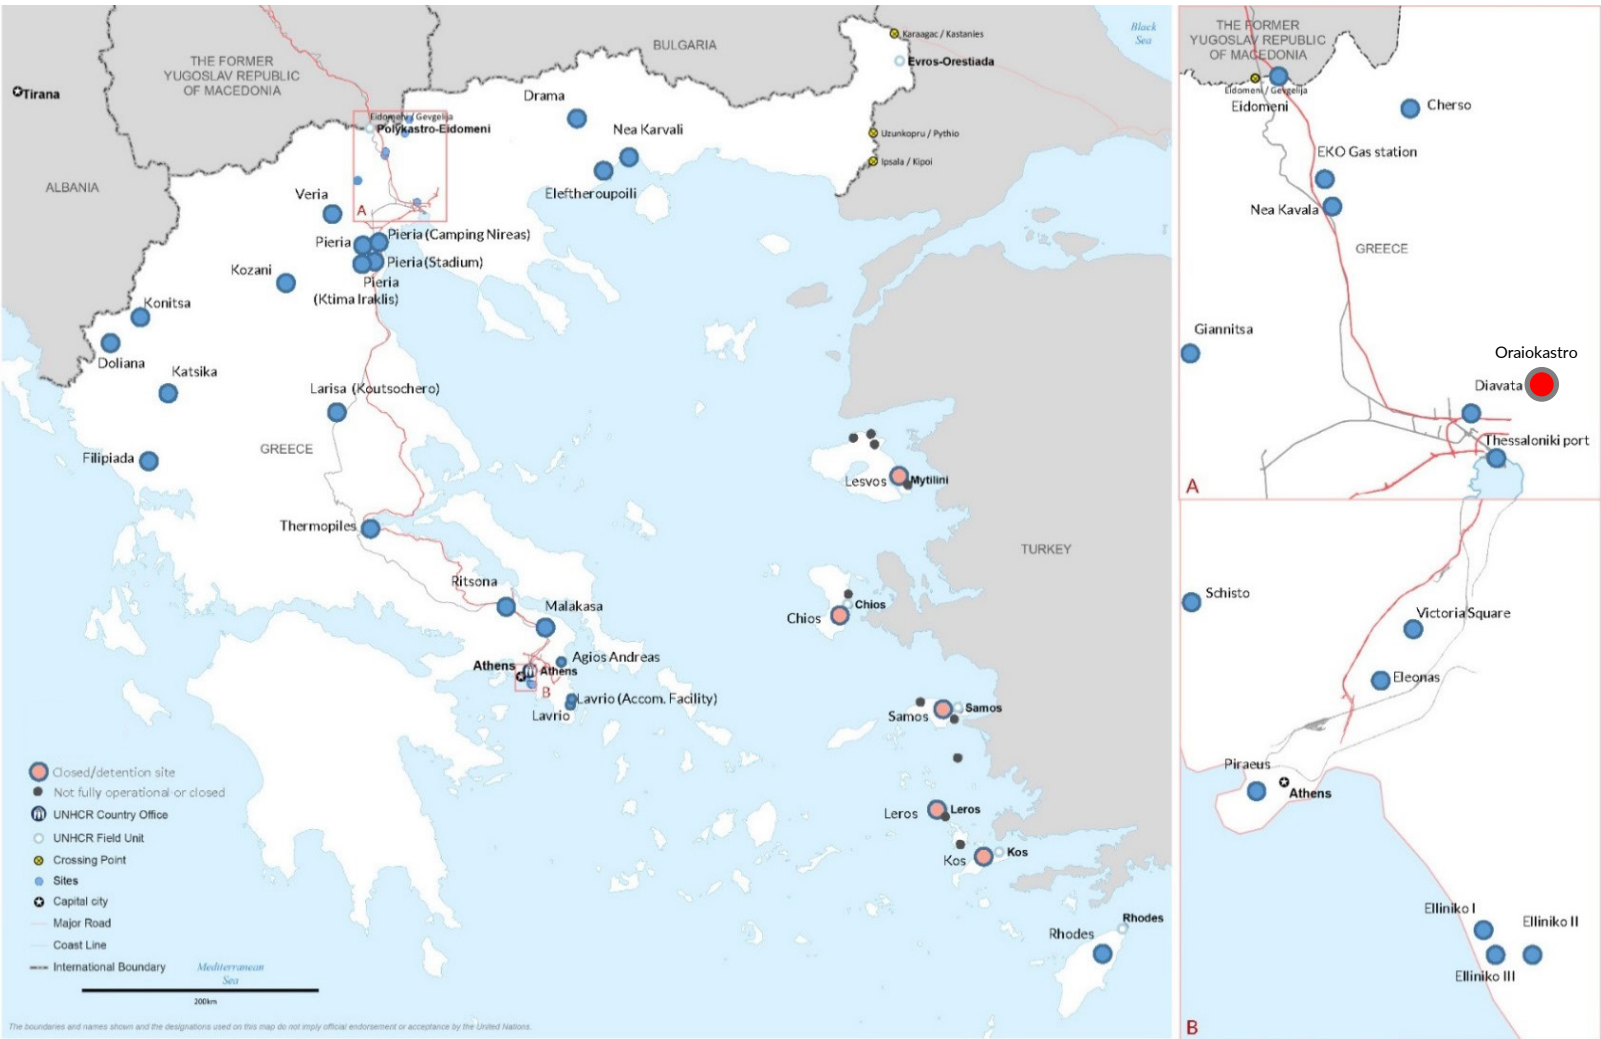 THE FORMER
YUGOSLAV REPUBLIC
OF MACEDONIA
BULGARIA
Black
Sea
Karaagac / Kastanies
Evros-Orestiada
Tirana
Drama
Eidomeni / Gevgelija
Polykastro-Eidomeni
Nea Karvali
Uzunkopru / Pythio
Ipsala / Kipoi
ALBANIA
Veria
A
Eleftheroupoili
Pieria
Pieria (Camping Nireas)
Pieria (Stadium)
Kozani
Pieria
(Ktima Iraklis)
Konitsa
Doliana
Katsika
Larisa (Koutsochero)
GREECE
Filipiada
Lesvos
Mytilini
Thermopiles
TURKEY
Ritsona
Malakasa
Chios
Chios
Agios Andreas
Athens
Athens
B
Lavrio (Accom. Facility)
Lavrio
Samos
Samos
Leros
Leros
Kos
Kos
Rhodes
Rhodes
Closed/detention site
Not fully operational or closed
UNHCR Country Office
UNHCR Field Unit
Crossing Point
Sites
Capital city
Major Road
Coast Line
International Boundary
Mediterranean
Sea
200km
The boundaries and names shown and the designations used on this map do not imply official endorsement or acceptance by the United Nations.
THE FORMER
YUGOSLAV REPUBLIC
OF MACEDONIA
Eidomeni / Gevgelija
Eidomeni
Cherso
EKO Gas station
Nea Kavala
GREECE
Giannitsa
Oraiokastro
Diavata
Thessaloniki port
A
Schisto
Victoria Square
Eleonas
Piraeus
Athens
Elliniko I
Elliniko II
Elliniko III
B